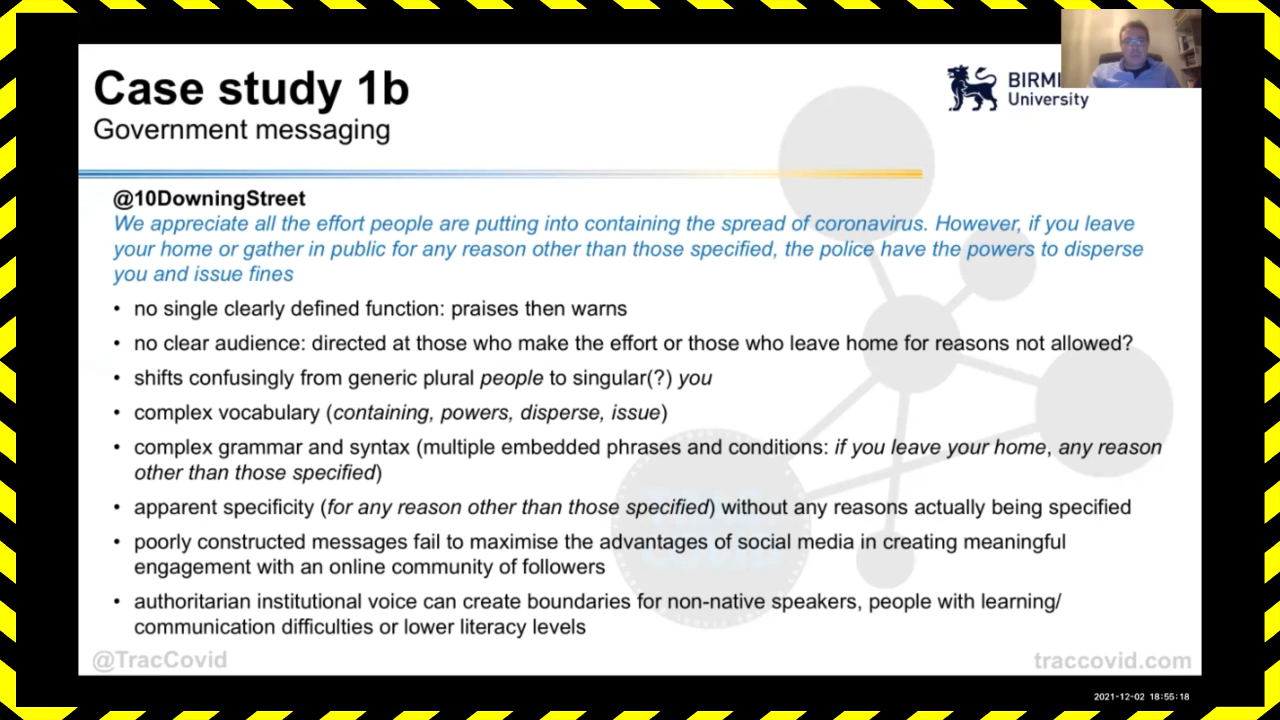 Case study 1b
Government messaging
BIRM
University
@10DowningStreet
We appreciate all the effort people are putting into containing the spread of coronavirus. However, if you leave
your home or gather in public for any reason other than those specified, the police have the powers to disperse
you and issue fines
• no single clearly defined function: praises then warns
• no clear audience: directed at those who make the effort or those who leave home for reasons not allowed?
• shifts confusingly from generic plural people to singular(?) you
• complex vocabulary (containing, powers, disperse, issue)
• complex grammar and syntax (multiple embedded phrases and conditions: if you leave your home, any reason
other than those specified)
• apparent specificity (for any reason other than those specified) without any reasons actually being specified
• poorly constructed messages fail to maximise the advantages of social media in creating meaningful
engagement with an online community of followers
• authoritarian institutional voice can create boundaries for non-native speakers, people with learning/
communication difficulties or lower literacy levels
@TracCovid
traccovid.com
2021-12-02 18:55:18